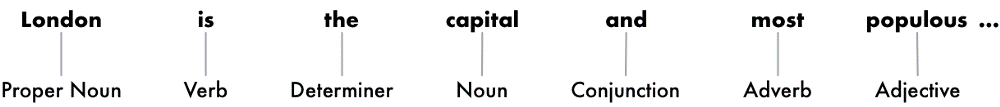 London is the capital and most populous ...
Proper Noun Verb Determiner Noun Conjunction Adverb Adjective